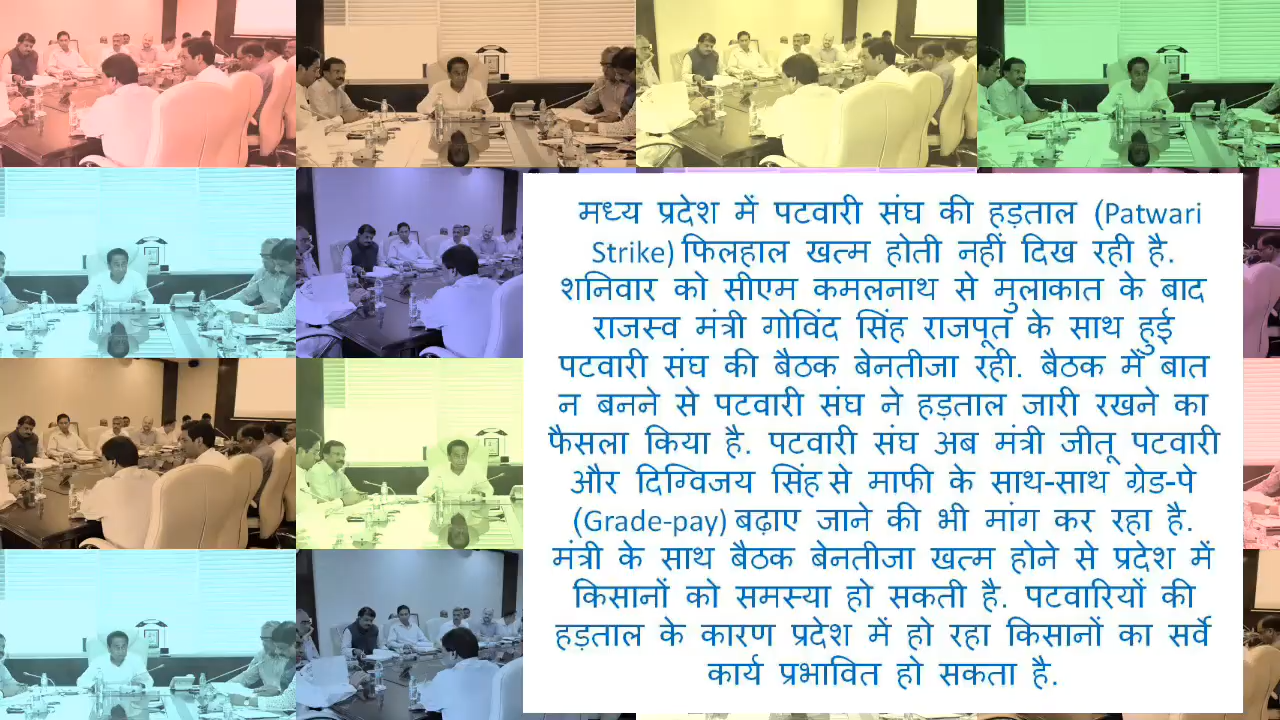 मध्य प्रदेश में पटवारी संघ की हड़ताल (Patwari
Strike) फिलहाल खत्म होती नहीं दिख रही है.
शनिवार को सीएम कमलनाथ से मुलाकात के बाद
राजस्व मंत्री गोविंद सिंह राजपूत के साथ हुई
पटवारी संघ की बैठक बेनतीजा रही. बैठक में बात
न बनने से पटवारी संघ ने हड़ताल जारी रखने का
फैसला किया है. पटवारी संघ अब मंत्री जीतू पटवारी
और दिग्विजय सिंह से माफी के साथ-साथ ग्रेड-पे
(Grade-pay) बढ़ाए जाने की भी मांग कर रहा है.
मंत्री के साथ बैठक बेनतीजा खत्म होने से प्रदेश में
किसानों को समस्या हो सकती है. पटवारियों की
हड़ताल के कारण प्रदेश में हो रहा किसानों का सर्वे
कार्य प्रभावित हो सकता है.